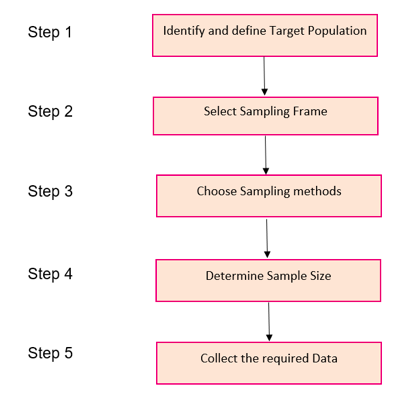 Step 1
Identify and define Target Population
Step 2
Select Sampling Frame
Step 3
Choose Sampling methods
Step 4
Determine Sample Size
Step 5
Collect the required Data